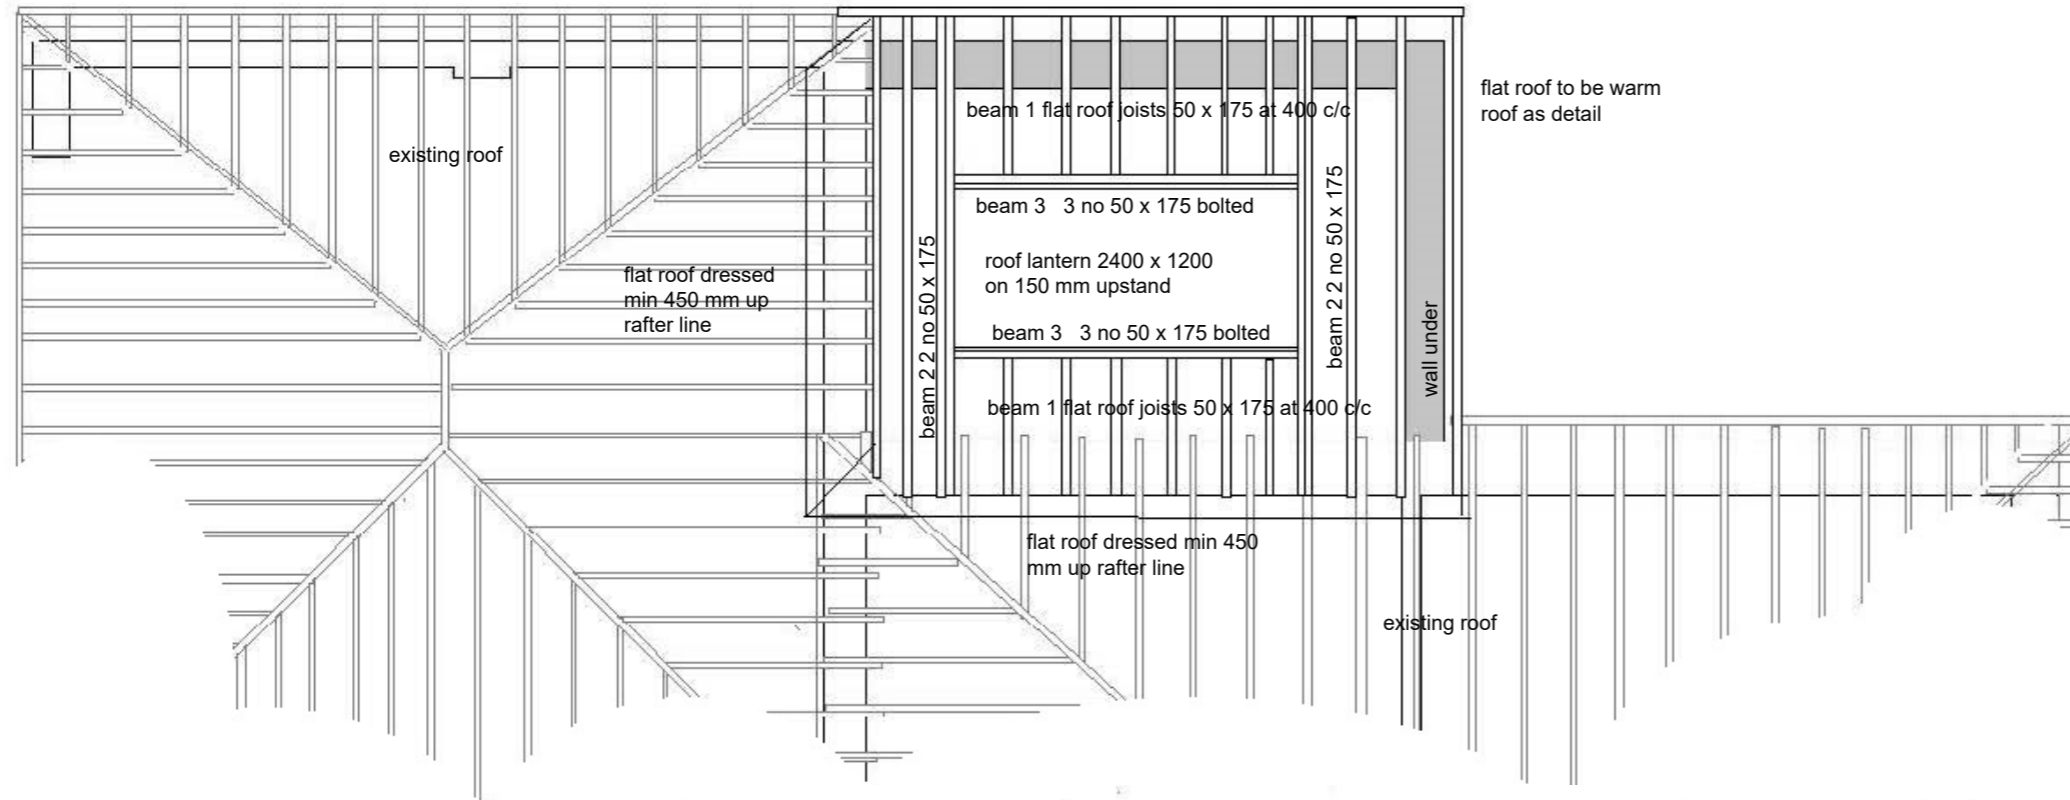 flat roof to be warm
roof as detail
beam 1 flat roof joists 50 x 175 at 400 c/c
existing roof
beam 3   3 no 50 x 175 bolted
flat roof dressed
min 450 mm up
rafter line
roof lantern 2400 x 1200
on 150 mm upstand
beam 2 2 no 50 x 175
beam 2 2 no 50 x 175
wall under
beam 3   3 no 50 x 175 bolted
beam 1 flat roof joists 50 x 175 at 400 c/c
flat roof dressed min 450
mm up rafter line
existing roof